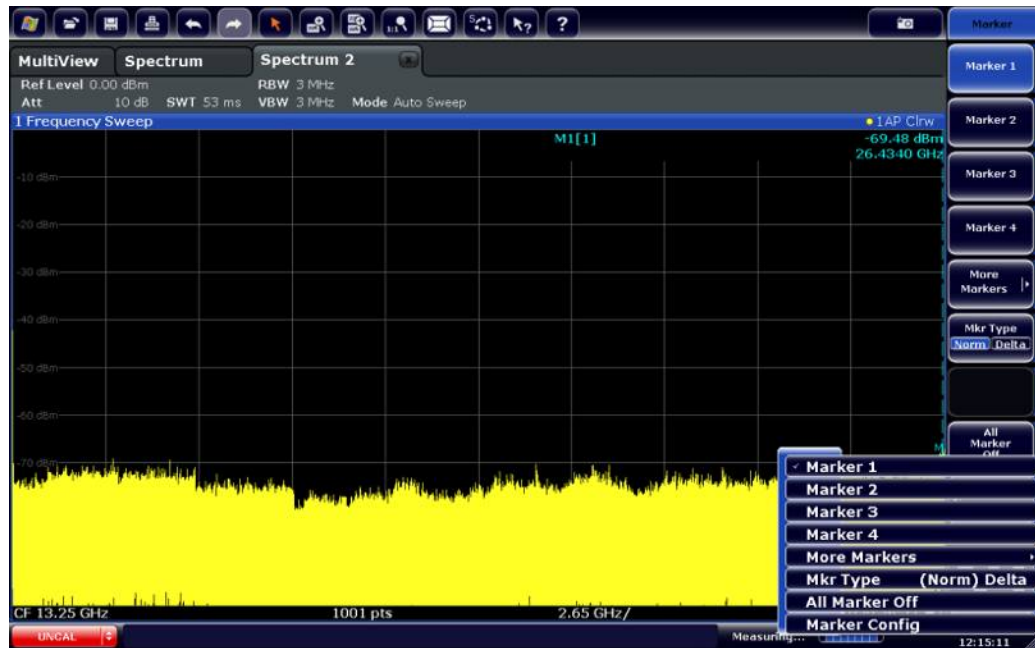 Marker
MultiView Spectrum Spectrum 2
Ref Level 0.00 dBm RBW 3 MHz
Att 10 dB SWT 53 ms VBW 3 MHz Mode Auto Sweep
1 Frequency Sweep 1AP Clrw
M1[1] -69.48 dBm
26.4340 GHz
-10 dBm
-20 dBm
-30 dBm
-40 dBm
-50 dBm
-60 dBm
-70 dBm
CF 13.25 GHz 1001 pts 2.65 GHz/
Marker 1
Marker 2
Marker 3
Marker 4
More
Markers
Mkr Type
Norm Delta
All
Marker
Off
Marker 1
Marker 2
Marker 3
Marker 4
More Markers
Mkr Type (Norm) Delta
All Marker Off
Marker Config
UNCAL Measuring... 12:15:11